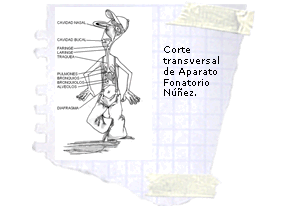 CAVIDAD NASAL
CAVIDAD BUCAL
FARINGE
LARINGE
TRAQUEA
PULMONES
BRONQUIOS
BRONQUIOLOS
ALVEOLOS
DIAFRAGMA
Corte
transversal
de Aparato
Fonatorio
Núñez.